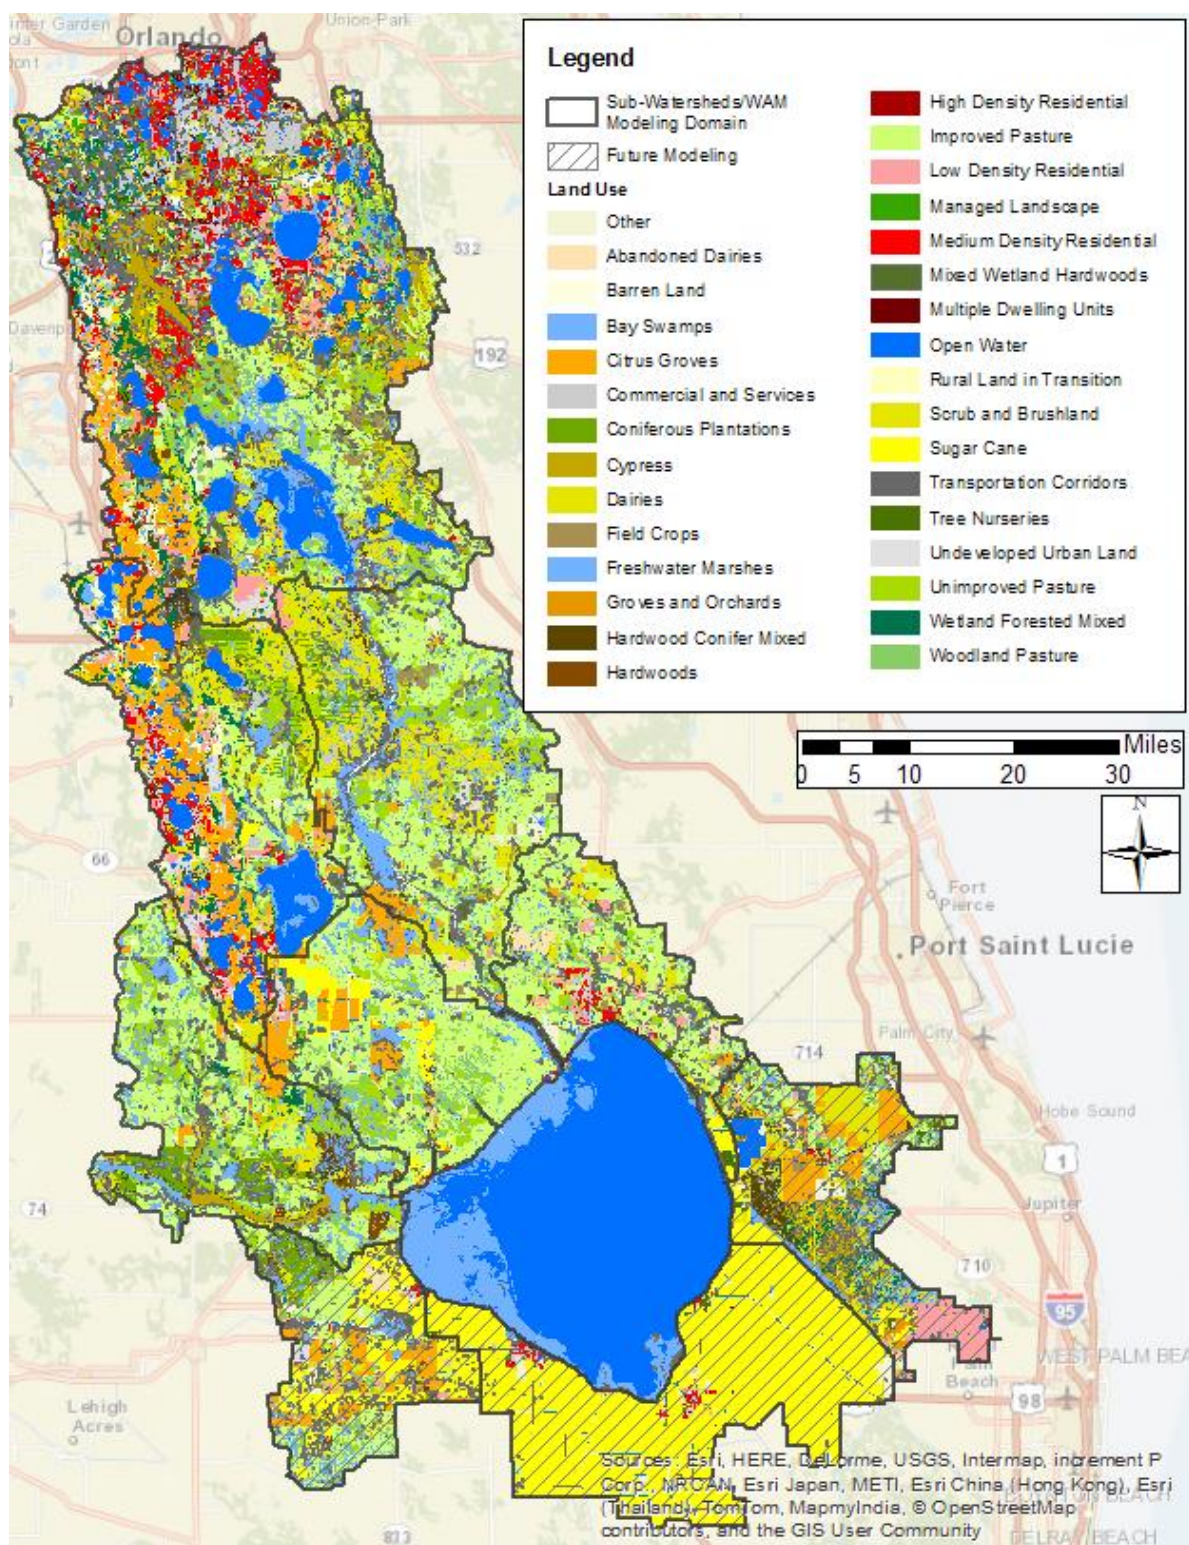 Orlando
Union-Park
Legend
Sub-Watersheds/WAM
Modeling Domain
Future Modeling
Land Use
Other
Abandoned Dairies
Barren Land
Bay Swamps
Citrus Groves
Commercial and Services
Coniferous Plantations
Cypress
Dairies
Field Crops
Freshwater Marshes
Groves and Orchards
Hardwood Conifer Mixed
Hardwoods
High Density Residential
Improved Pasture
Low Density Residential
Managed Landscape
Medium Density Residential
Mixed Wetland Hardwoods
Multiple Dwelling Units
Open Water
Rural Land in Transition
Scrub and Brushland
Sugar Cane
Transportation Corridors
Tree Nurseries
Undeveloped Urban Land
Unimproved Pasture
Wetland Forested Mixed
Woodland Pasture
532
192
Miles
0 5 10 20 30
N
66
Fort
Pierce
Port Saint Lucie
Palm City
714
Hobe Sound
1
74
Jupiter
710
95
WEST PALM BEA
Palm
Beach
98
Lehigh
Acres
833
Sources: Esri, HERE, DeLorme, USGS, Intermap, increment P
Corp., NRCAN, Esri Japan, METI, Esri China (Hong Kong), Esri
(Thailand), TomTom, MapmyIndia, © OpenStreetMap
contributors, and the GIS User Community
DELRAY BEACH